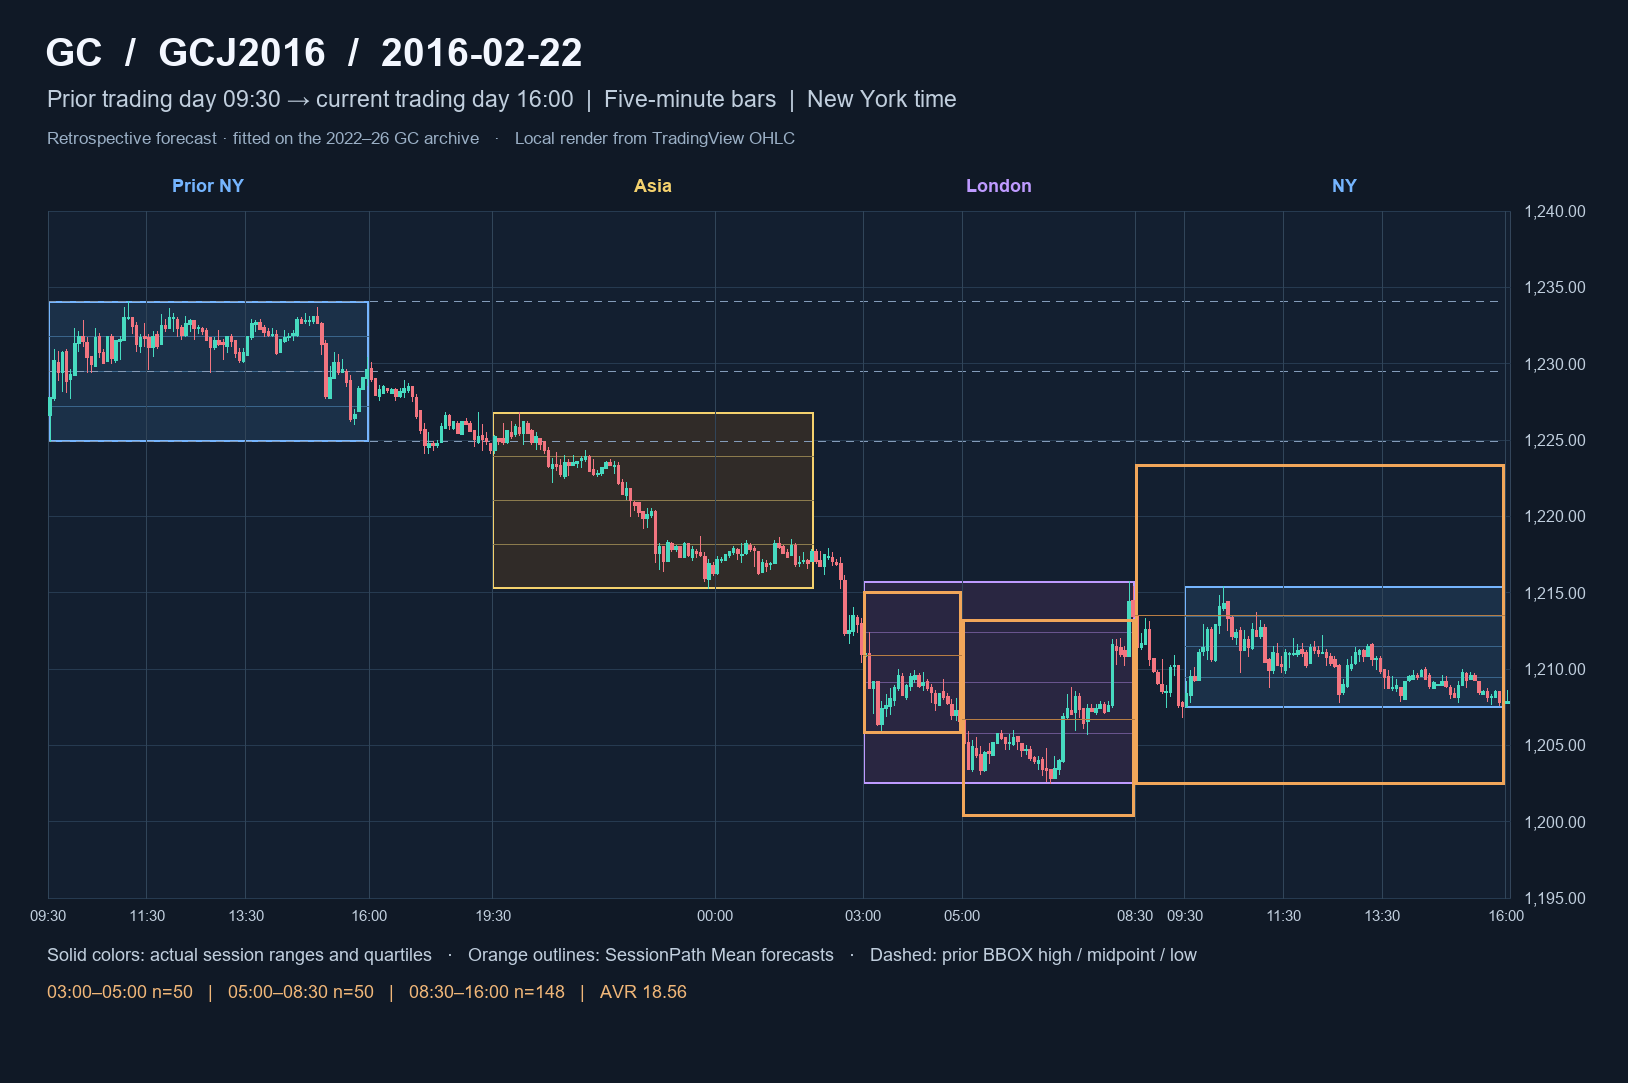 GC / GCJ2016 / 2016-02-22
Prior trading day 09:30 → current trading day 16:00 | Five-minute bars | New York time
Retrospective forecast · fitted on the 2022–26 GC archive · Local render from TradingView OHLC
Prior NY Asia London NY
1,240.00
1,235.00
1,230.00
1,225.00
1,220.00
1,215.00
1,210.00
1,205.00
1,200.00
1,195.00
09:30 11:30 13:30 16:00 19:30 00:00 03:00 05:00 08:30 09:30 11:30 13:30 16:00
Solid colors: actual session ranges and quartiles · Orange outlines: SessionPath Mean forecasts · Dashed: prior BBOX high / midpoint / low
03:00–05:00 n=50 | 05:00–08:30 n=50 | 08:30–16:00 n=148 | AVR 18.56